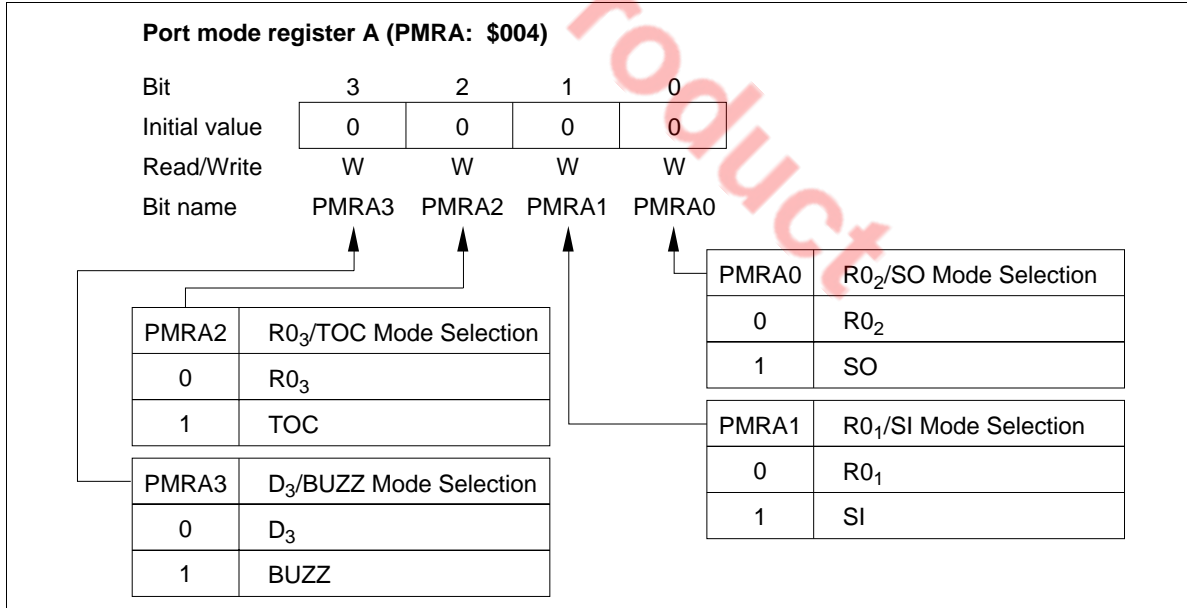 Port mode register A (PMRA: $004)
Bit 3 2 1 0
Initial value 0 0 0 0
Read/Write W W W W
Bit name PMRA3 PMRA2 PMRA1 PMRA0
PMRA2 R0₃/TOC Mode Selection
0 R0₃
1 TOC
PMRA3 D₃/BUZZ Mode Selection
0 D₃
1 BUZZ
PMRA0 R0₂/SO Mode Selection
0 R0₂
1 SO
PMRA1 R0₁/SI Mode Selection
0 R0₁
1 SI
roduct